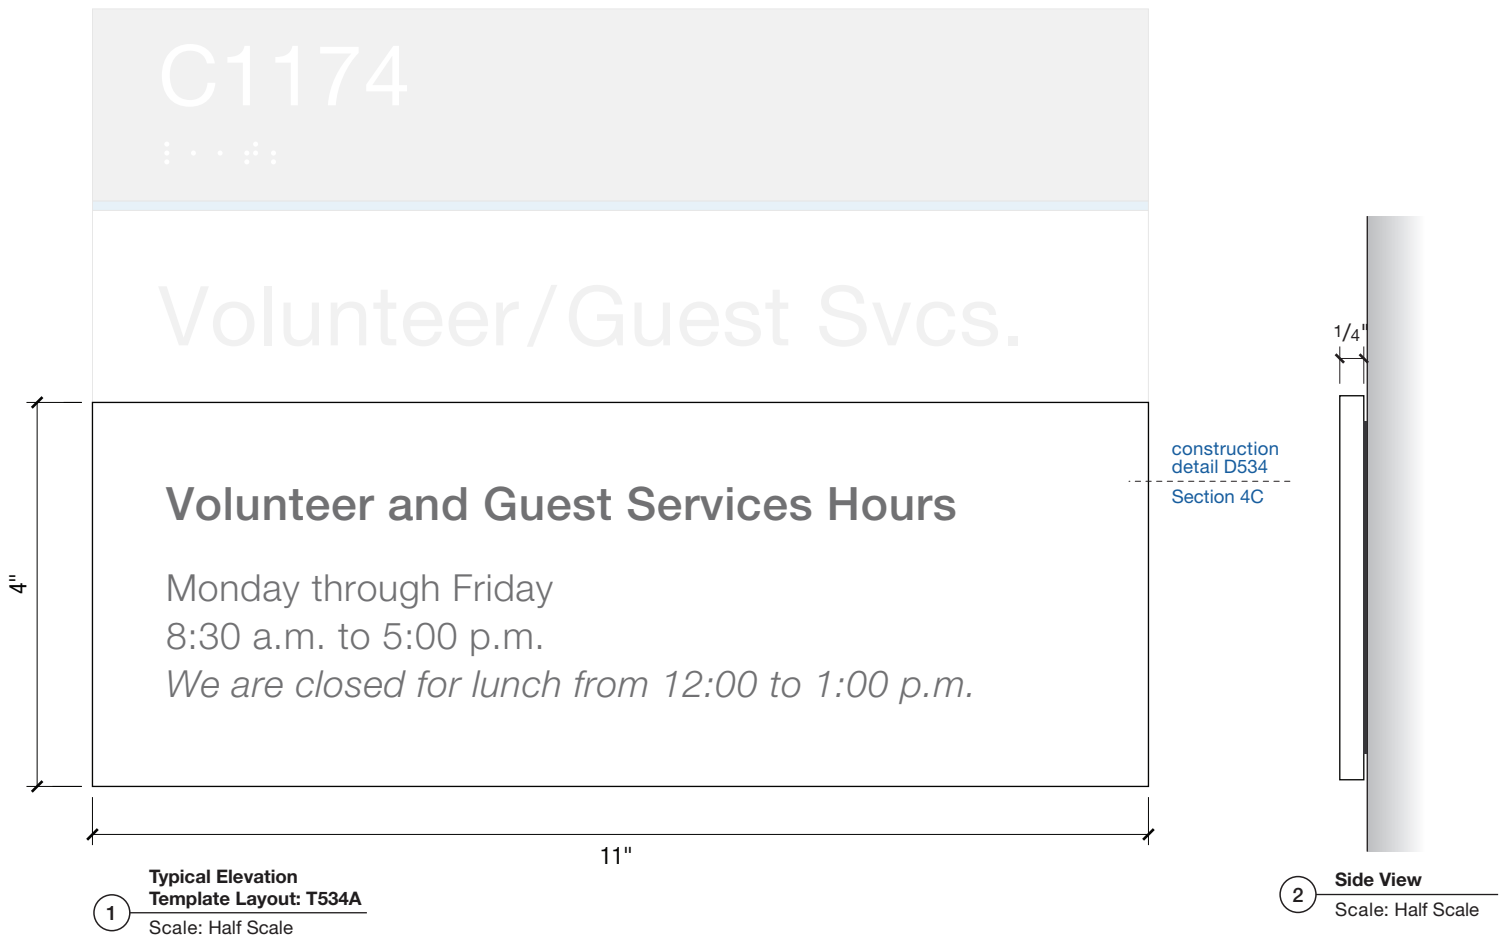 C1174
Volunteer/Guest Svcs.
Volunteer and Guest Services Hours
Monday through Friday
8:30 a.m. to 5:00 p.m.
We are closed for lunch from 12:00 to 1:00 p.m.
4"
11"
construction
detail D534
Section 4C
1/4"
Typical Elevation
Template Layout: T534A
1
Scale: Half Scale
Side View
2
Scale: Half Scale